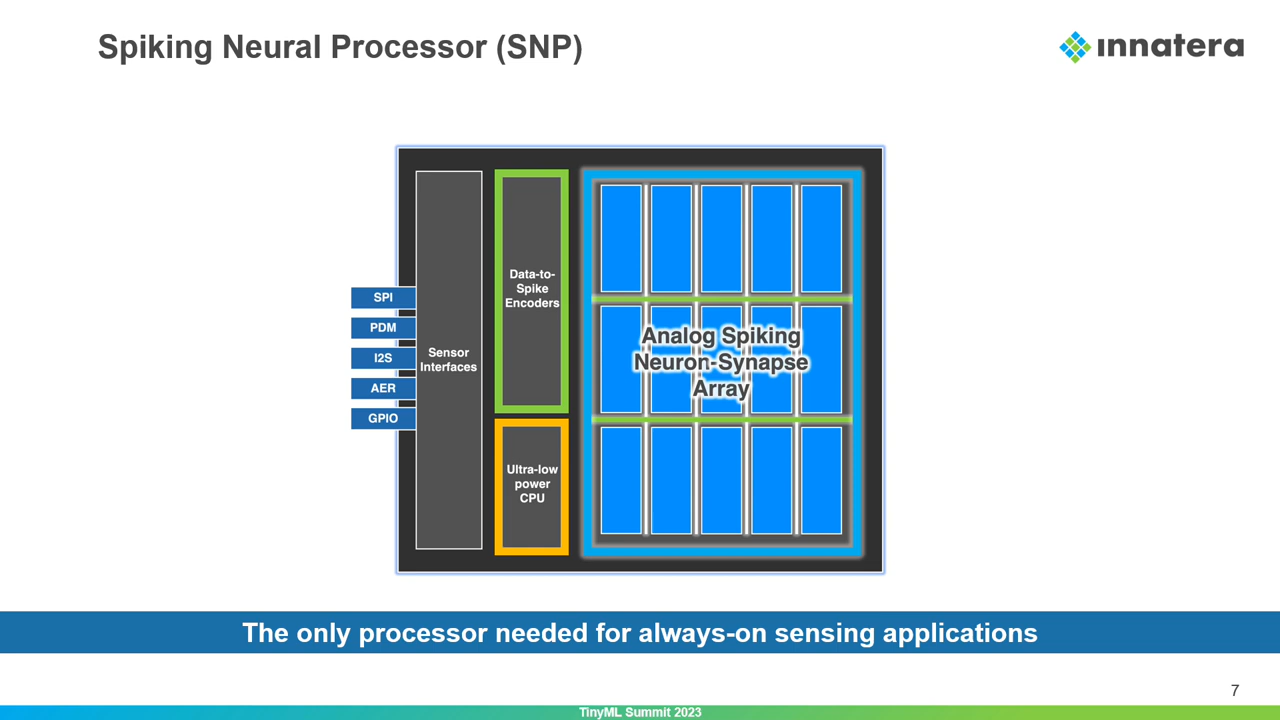 Spiking Neural Processor (SNP)
ınnatera
SPI
PDM
I2S
AER
GPIO
Sensor
Interfaces
Data-to-
Spike
Encoders
Ultra-low
power
CPU
Analog Spiking
Neuron-Synapse
Array
The only processor needed for always-on sensing applications
7
TinyML Summit 2023